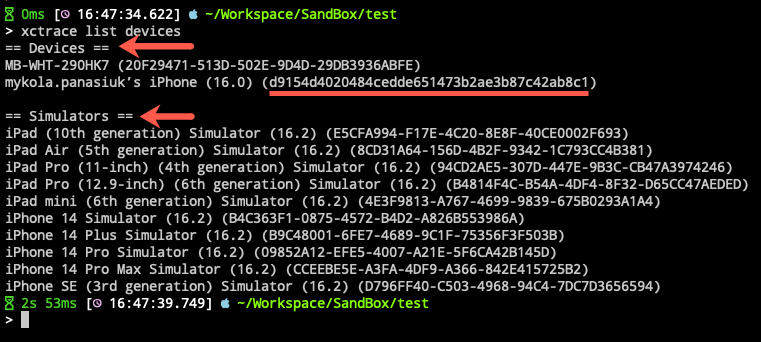 0ms [16:47:34.622] ~/Workspace/SandBox/test
> xctrace list devices
== Devices ==
MB-WHT-290HK7 (20F29471-513D-502E-9D4D-29DB3936ABFE)
mykola.panasiuk’s iPhone (16.0) (d9154d4020484cedde651473b2ae3b87c42ab8c1)
== Simulators ==
iPad (10th generation) Simulator (16.2) (E5CFA994-F17E-4C20-8E8F-40CE0002F693)
iPad Air (5th generation) Simulator (16.2) (8CD31A64-156D-4B2F-9342-1C793CC4B381)
iPad Pro (11-inch) (4th generation) Simulator (16.2) (94CD2AE5-307D-447E-9B3C-CB47A3974246)
iPad Pro (12.9-inch) (6th generation) Simulator (16.2) (B4814F4C-B54A-4DF4-8F32-D65CC47AEDED)
iPad mini (6th generation) Simulator (16.2) (4E3F9813-A767-4699-9839-675B0293A1A4)
iPhone 14 Simulator (16.2) (B4C363F1-0875-4572-B4D2-A826B553986A)
iPhone 14 Plus Simulator (16.2) (B9C48001-6FE7-4689-9C1F-75356F3F503B)
iPhone 14 Pro Simulator (16.2) (09852A12-EFE5-4007-A21E-5F6CA42B145D)
iPhone 14 Pro Max Simulator (16.2) (CCEEBE5E-A3FA-4DF9-A366-842E415725B2)
iPhone SE (3rd generation) Simulator (16.2) (D796FF40-C503-4968-94C4-7DC7D3656594)
2s 53ms [16:47:39.749] ~/Workspace/SandBox/test
>